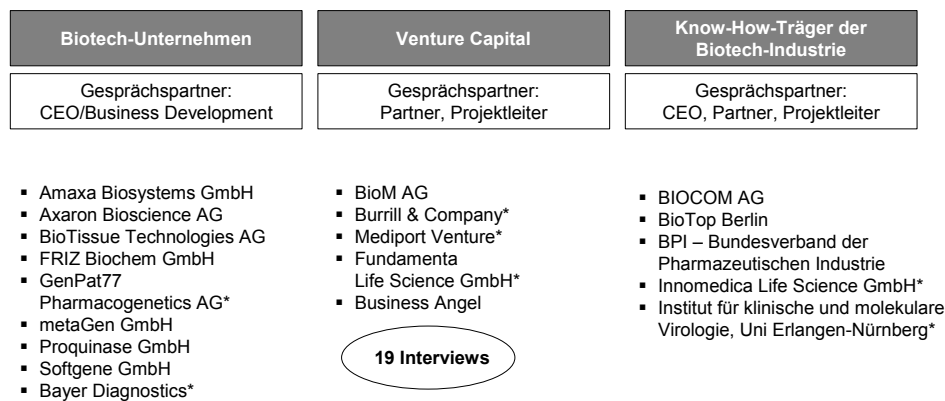 Biotech-Unternehmen
Gesprächspartner:
CEO/Business Development
▪ Amaxa Biosystems GmbH
▪ Axaron Bioscience AG
▪ BioTissue Technologies AG
▪ FRIZ Biochem GmbH
▪ GenPat77
Pharmacogenetics AG*
▪ metaGen GmbH
▪ Proquinase GmbH
▪ Softgene GmbH
▪ Bayer Diagnostics*
Venture Capital
Gesprächspartner:
Partner, Projektleiter
▪ BioM AG
▪ Burrill & Company*
▪ Mediport Venture*
▪ Fundamenta
Life Science GmbH*
▪ Business Angel
19 Interviews
Know-How-Träger der
Biotech-Industrie
Gesprächspartner:
CEO, Partner, Projektleiter
▪ BIOCOM AG
▪ BioTop Berlin
▪ BPI – Bundesverband der
Pharmazeutischen Industrie
▪ Innomedica Life Science GmbH*
▪ Institut für klinische und molekulare
Virologie, Uni Erlangen-Nürnberg*